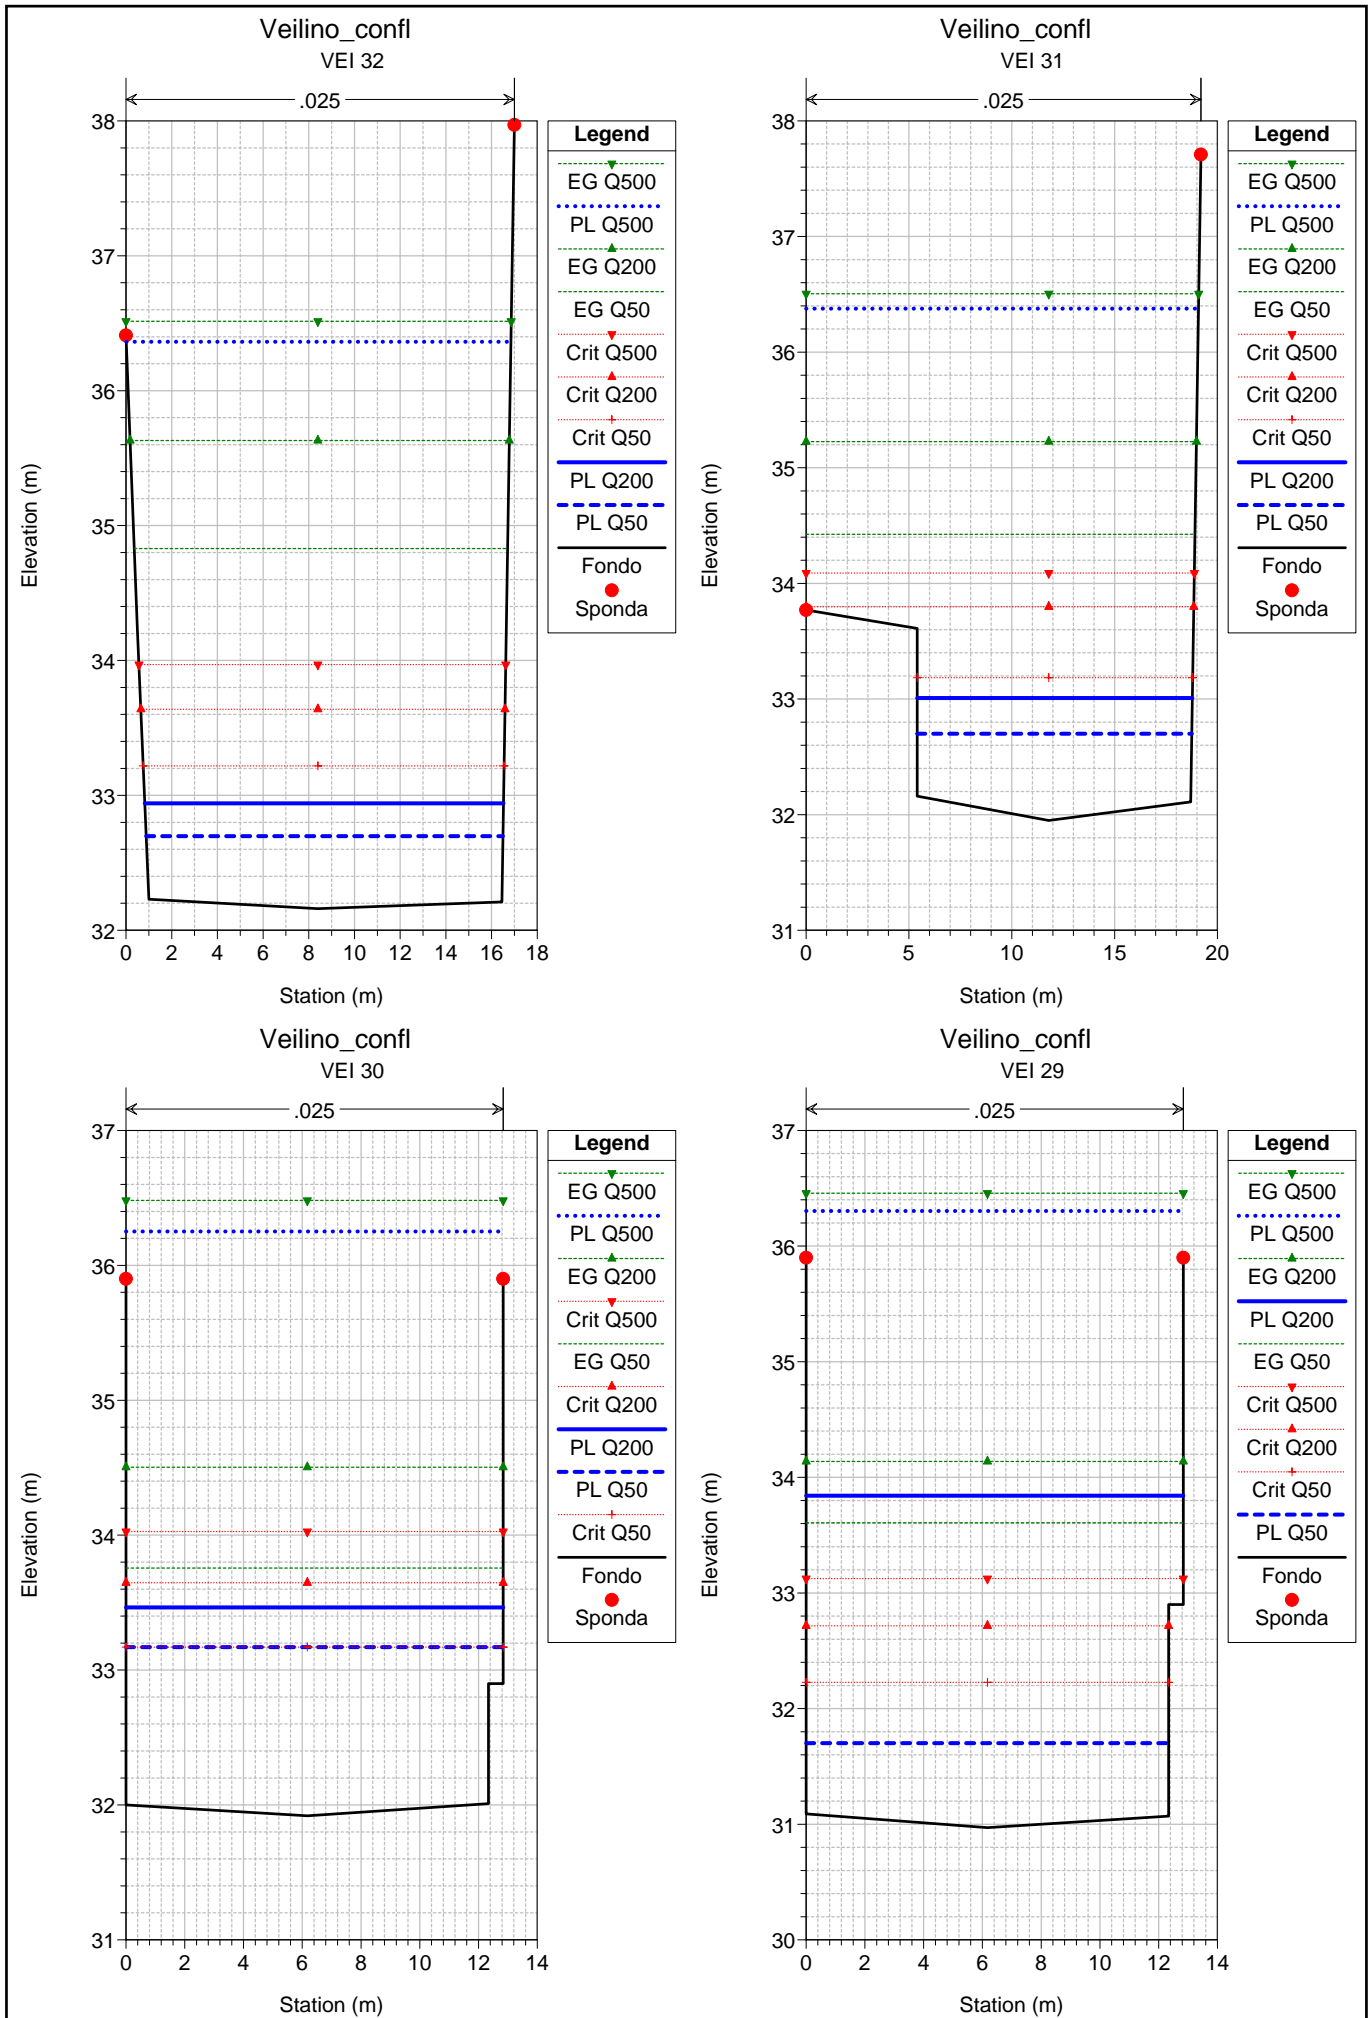 Veilino_confl
VEI 32
.025
38
37
36
35
34
33
32
0 2 4 6 8 10 12 14 16 18
Elevation (m)
Station (m)
Legend
EG Q500
PL Q500
EG Q200
EG Q50
Crit Q500
Crit Q200
Crit Q50
PL Q200
PL Q50
Fondo
Sponda
Veilino_confl
VEI 31
.025
38
37
36
35
34
33
32
31
0 5 10 15 20
Elevation (m)
Station (m)
Legend
EG Q500
PL Q500
EG Q200
EG Q50
Crit Q500
Crit Q200
Crit Q50
PL Q200
PL Q50
Fondo
Sponda
Veilino_confl
VEI 30
.025
37
36
35
34
33
32
31
0 2 4 6 8 10 12 14
Elevation (m)
Station (m)
Legend
EG Q500
PL Q500
EG Q200
Crit Q500
EG Q50
Crit Q200
PL Q200
PL Q50
Crit Q50
Fondo
Sponda
Veilino_confl
VEI 29
.025
37
36
35
34
33
32
31
30
0 2 4 6 8 10 12 14
Elevation (m)
Station (m)
Legend
EG Q500
PL Q500
EG Q200
PL Q200
EG Q50
Crit Q500
Crit Q200
Crit Q50
PL Q50
Fondo
Sponda